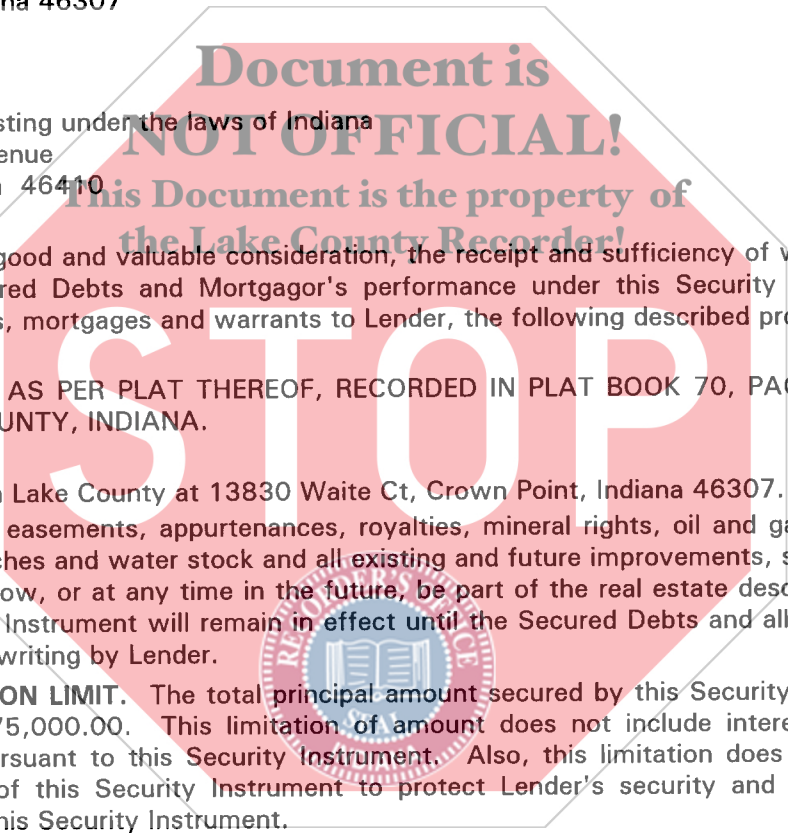 na 46307
Document is
sting under the laws of Indiana
NOT OFFICIAL!
enue
46410
This Document is the property of
the Lake County Recorder!
good and valuable consideration, the receipt and sufficiency of
red Debts and Mortgagor's performance under this Security
s, mortgages and warrants to Lender, the following described pro
STOP
AS PER PLAT THEREOF, RECORDED IN PLAT BOOK 70, PAG
UNTY, INDIANA.
Lake County at 13830 Waite Ct, Crown Point, Indiana 46307.
easements, appurtenances, royalties, mineral rights, oil and ga
ches and water stock and all existing and future improvements, s
ow, or at any time in the future, be part of the real estate desc
Instrument will remain in effect until the Secured Debts and all
writing by Lender.
RECORDER'S OFFICE
SEAL
INDIANA
ON LIMIT. The total principal amount secured by this Security
75,000.00. This limitation of amount does not include intere
rsuant to this Security Instrument. Also, this limitation does
of this Security Instrument to protect Lender's security and
his Security Instrument.